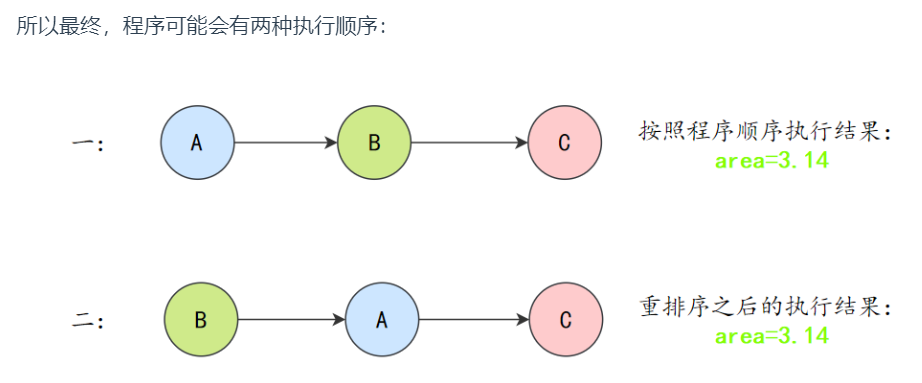 所以最终，程序可能会有两种执行顺序：
一：
A
B
C
按照程序顺序执行结果：
area=3.14
二：
B
A
C
重排序之后的执行结果：
area=3.14